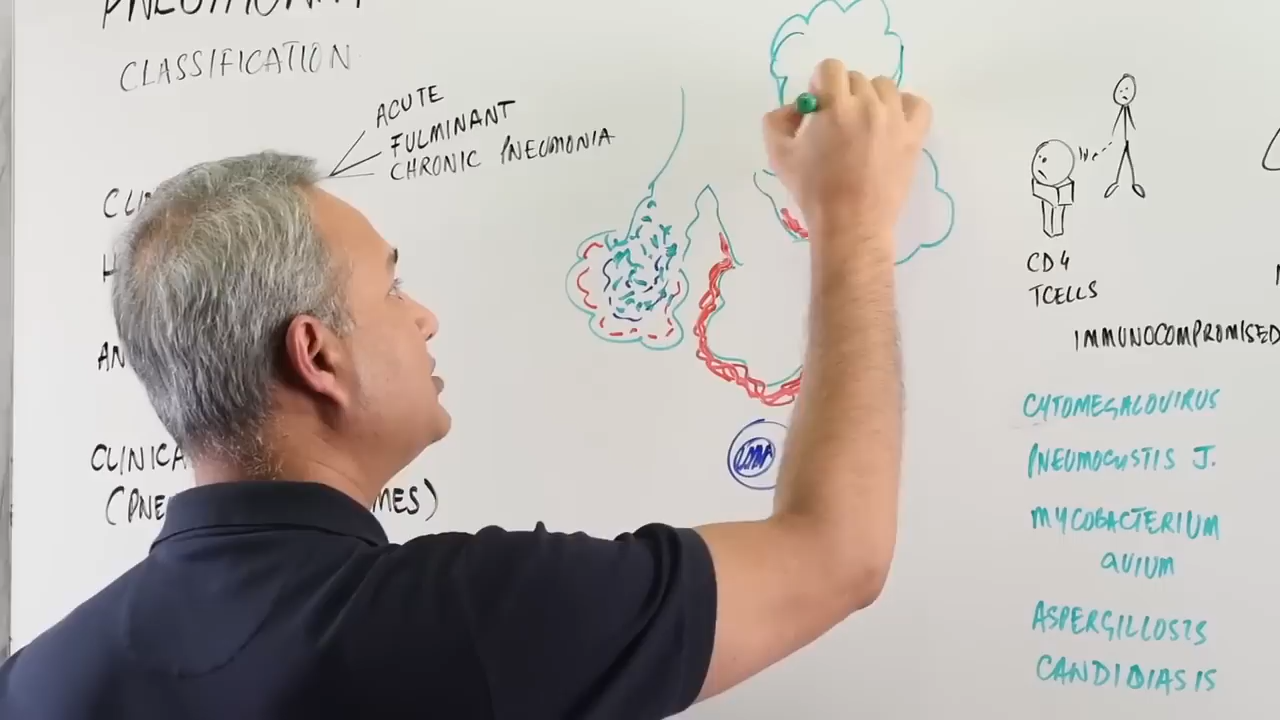 CLASSIFICATION
ACUTE
FULMINANT
CHRONIC PNEUMONIA
CD4
TCELLS
IMMUNOCOMPROMISED
CYTOMEGALOVIRUS
PNEUMOCYSTIS J.
MYCOBACTERIUM
AVIUM
ASPERGILLOSIS
CANDIDIASIS